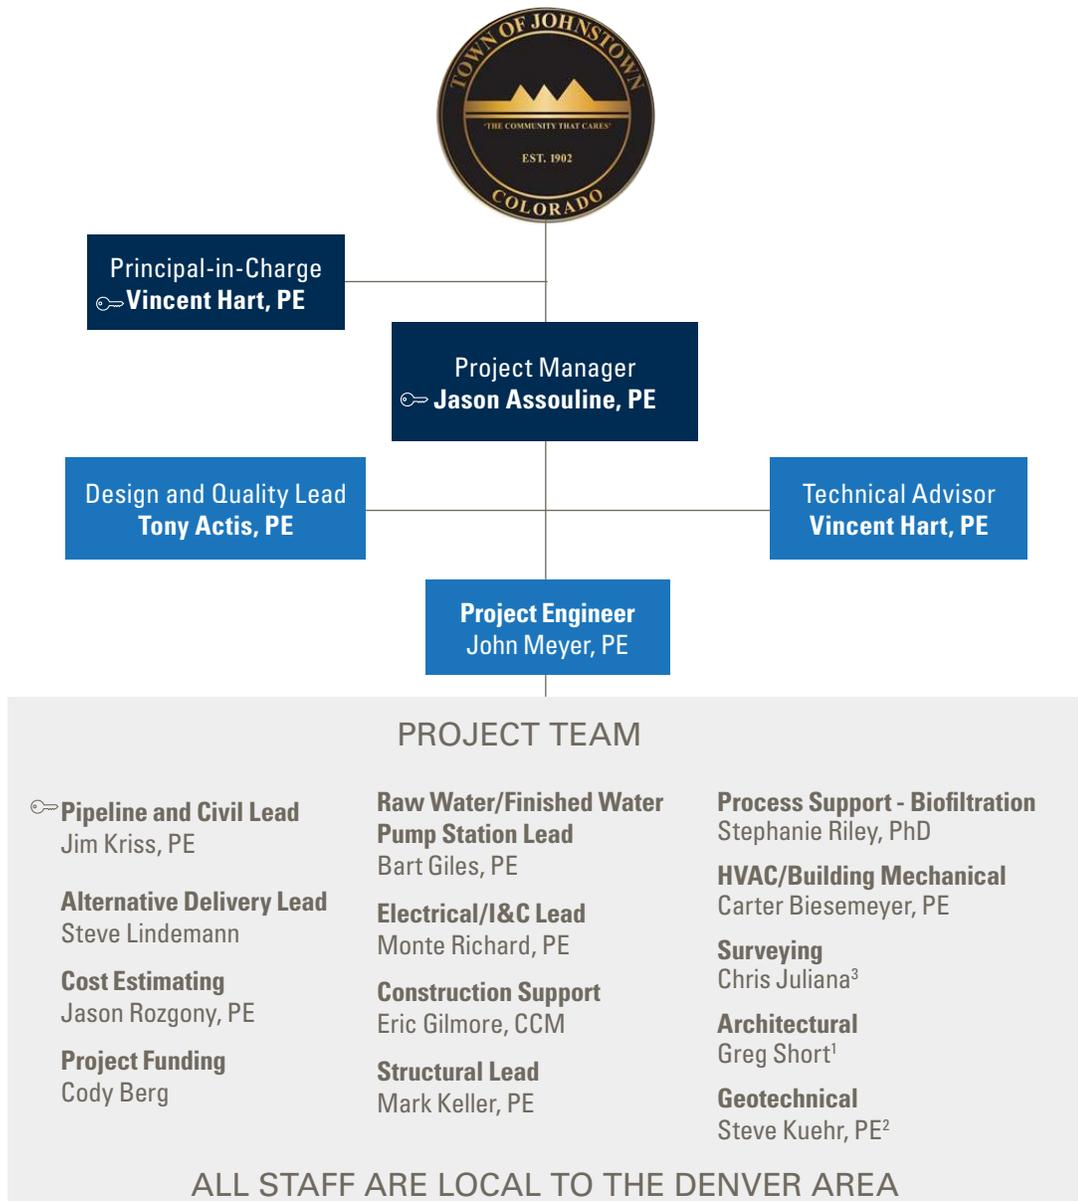 TOWN OF JOHNSTOWN
'THE COMMUNITY THAT CARES'
EST. 1902
COLORADO
Principal-in-Charge
Vincent Hart, PE
Project Manager
Jason Assouline, PE
Design and Quality Lead
Tony Actis, PE
Technical Advisor
Vincent Hart, PE
Project Engineer
John Meyer, PE
PROJECT TEAM
Pipeline and Civil Lead
Jim Kriss, PE
Alternative Delivery Lead
Steve Lindemann
Cost Estimating
Jason Rozgony, PE
Project Funding
Cody Berg
Raw Water/Finished Water
Pump Station Lead
Bart Giles, PE
Electrical/I&C Lead
Monte Richard, PE
Construction Support
Eric Gilmore, CCM
Structural Lead
Mark Keller, PE
Process Support - Biofiltration
Stephanie Riley, PhD
HVAC/Building Mechanical
Carter Biesemeyer, PE
Surveying
Chris Juliana³
Architectural
Greg Short¹
Geotechnical
Steve Kuehr, PE²
ALL STAFF ARE LOCAL TO THE DENVER AREA